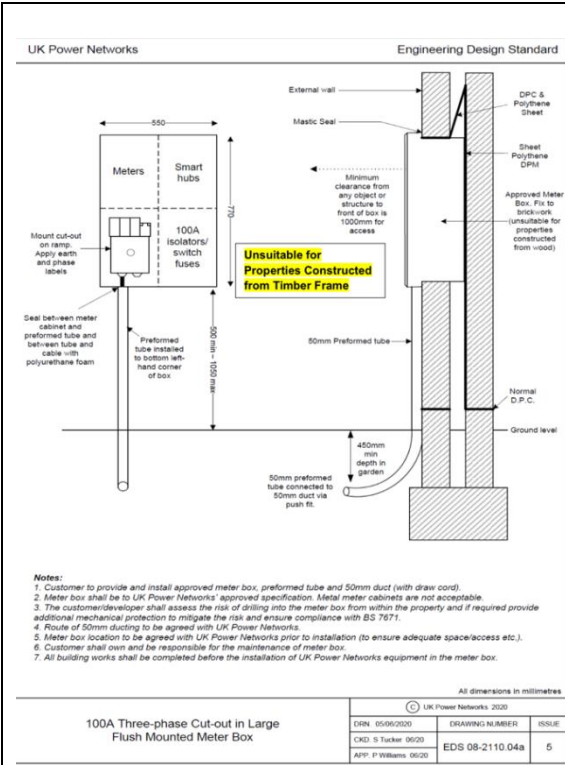 UK Power Networks
Engineering Design Standard
550
Meters
Smart
hubs
770
Mount cut-out
on ramp.
Apply earth
and phase
labels
100A
isolators/
switch
fuses
Unsuitable for
Properties Constructed
from Timber Frame
Seal between meter
cabinet and
preformed tube and
between tube and
cable with
polyurethane foam
Preformed
tube installed
to bottom left-
hand corner
of box
500 min – 1050 max
External wall
Mastic Seal
DPC &
Polythene
Sheet
Sheet
Polythene
DPM
Minimum
clearance from
any object or
structure to
front of box is
1000mm for
access
Approved Meter
Box. Fix to
brickwork
(unsuitable for
properties
constructed
from wood)
50mm Preformed tube
Normal
D.P.C.
Ground level
450mm
min
depth in
garden
50mm preformed
tube connected to
50mm duct via
push fit.
Notes:
1. Customer to provide and install approved meter box, preformed tube and 50mm duct (with draw cord).
2. Meter box shall be to UK Power Networks' approved specification. Metal meter cabinets are not acceptable.
3. The customer/developer shall assess the risk of drilling into the meter box from within the property and if required provide
additional mechanical protection to mitigate the risk and ensure compliance with BS 7671.
4. Route of 50mm ducting to be agreed with UK Power Networks.
5. Meter box location to be agreed with UK Power Networks prior to installation (to ensure adequate space/access etc.).
6. Customer shall own and be responsible for the maintenance of meter box.
7. All building works shall be completed before the installation of UK Power Networks equipment in the meter box.
All dimensions in millimetres
100A Three-phase Cut-out in Large
Flush Mounted Meter Box
© UK Power Networks 2020
DRN. 05/06/2020
DRAWING NUMBER
ISSUE
CKD. S Tucker 06/20
APP. P Williams 06/20
EDS 08-2110.04a
5